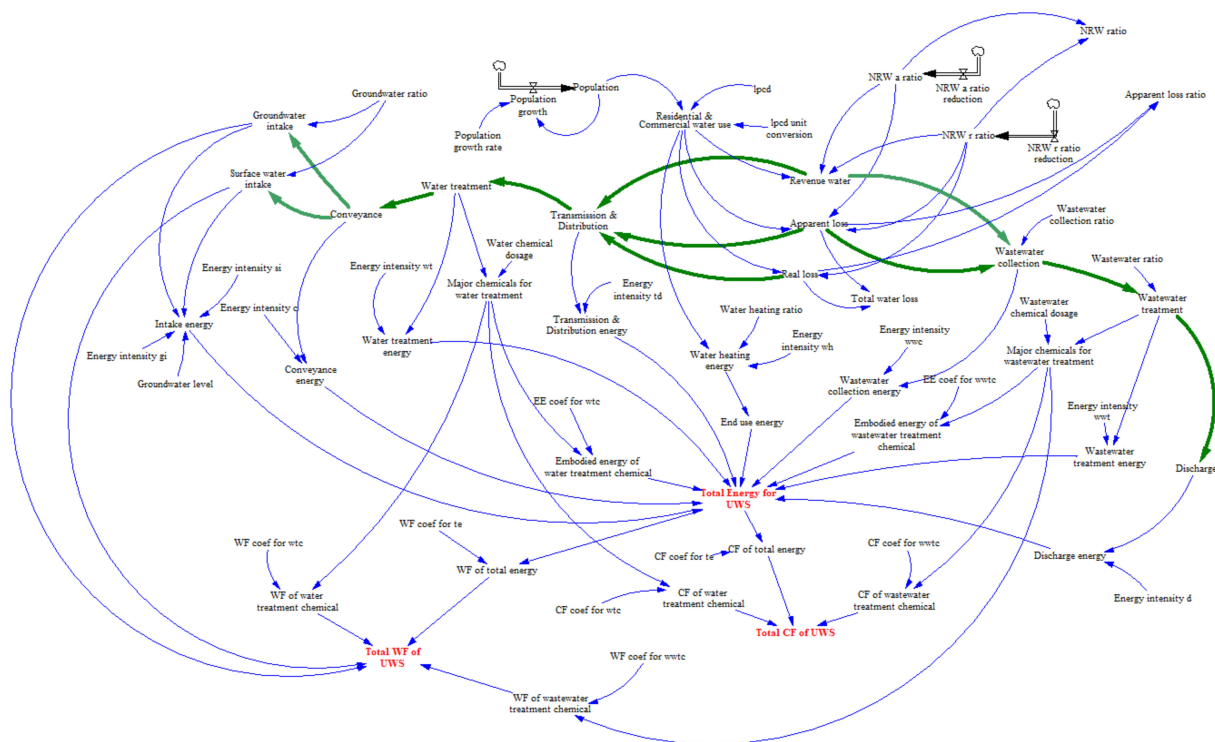 NRW ratio
NRW a ratio
NRW a ratio
reduction
Population
Population
growth
Population
growth rate
lpcd
Residential &
Commercial water use
lpcd unit
conversion
Groundwater ratio
Groundwater
intake
Apparent loss ratio
NRW r ratio
NRW r ratio
reduction
Surface water
intake
Water treatment
Revenue water
Conveyance
Transmission &
Distribution
Apparent loss
Wastewater
collection ratio
Wastewater
collection
Water chemical
dosage
Energy intensity si
Energy intensity wt
Major chemicals for
water treatment
Energy
intensity td
Real loss
Total water loss
Wastewater ratio
Wastewater
treatment
Wastewater
chemical dosage
Energy intensity c
Intake energy
Water treatment
energy
Transmission &
Distribution energy
Water heating ratio
Energy
intensity wh
Energy intensity
wwc
Major chemicals for
wastewater treatment
Energy intensity gi
Groundwater level
Conveyance
energy
Water heating
energy
Wastewater
collection energy
EE coef for wwtc
EE coef for wtc
End use energy
Embodied energy of
wastewater treatment
chemical
Energy intensity
wwt
Wastewater
treatment energy
Discharge
Embodied energy of
water treatment chemical
Total Energy for
UWS
WF coef for te
WF coef for wtc
CF coef for te
CF of total energy
CF coef for wwtc
Discharge energy
WF of total energy
WF of water
treatment chemical
CF coef for wtc
CF of water
treatment chemical
CF of wastewater
treatment chemical
Energy intensity d
Total CF of UWS
Total WF of
UWS
WF coef for wwtc
WF of wastewater
treatment chemical